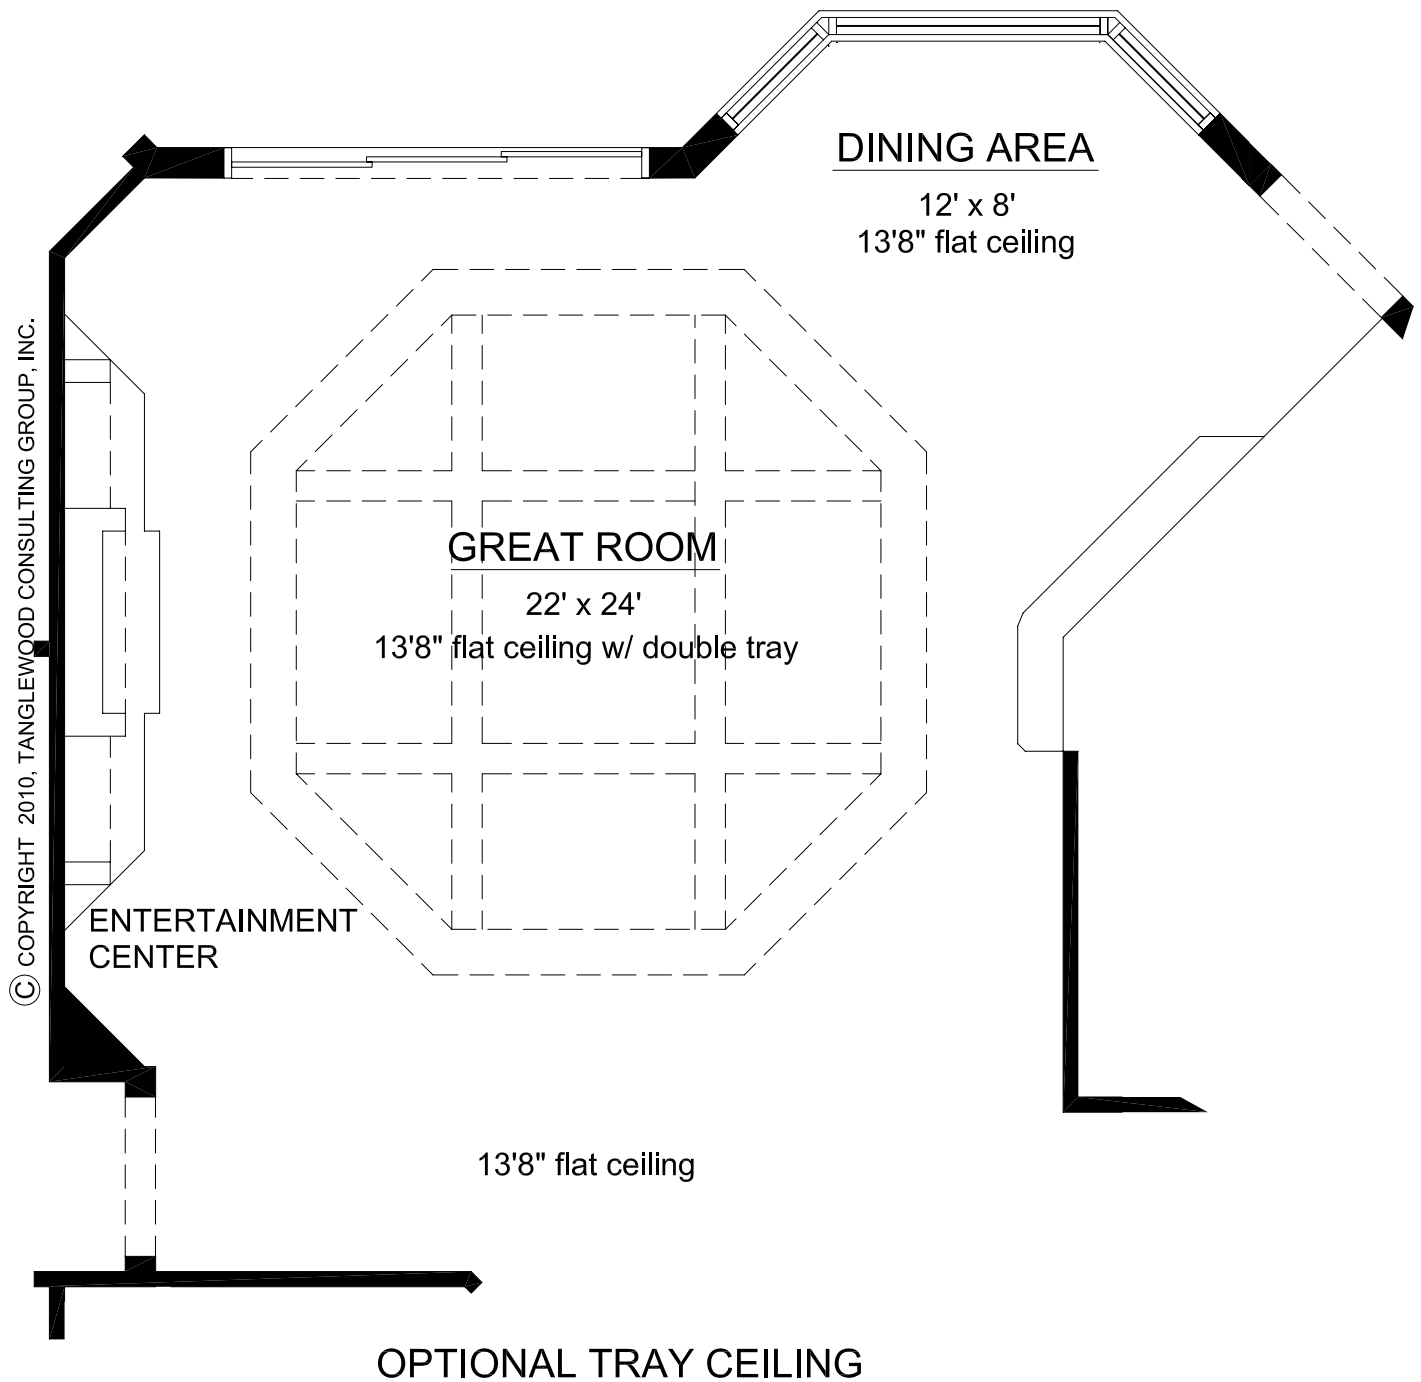 DINING AREA
12' x 8'
13'8" flat ceiling
GREAT ROOM
22' x 24'
13'8" flat ceiling w/ double tray
ENTERTAINMENT
CENTER
© COPYRIGHT 2010, TANGLEWOOD CONSULTING GROUP, INC.
13'8" flat ceiling
OPTIONAL TRAY CEILING